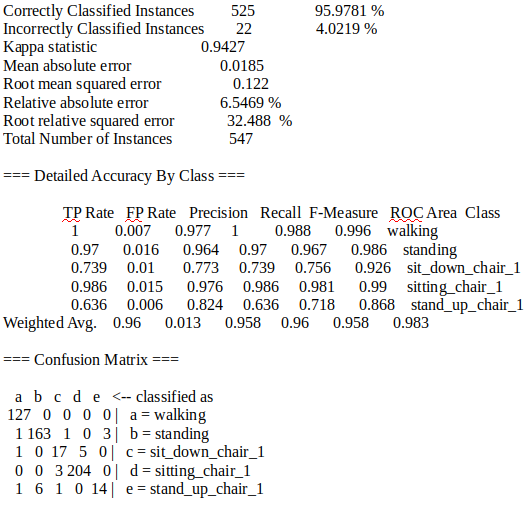 Correctly Classified Instances 525 95.9781 %
Incorrectly Classified Instances 22 4.0219 %
Kappa statistic 0.9427
Mean absolute error 0.0185
Root mean squared error 0.122
Relative absolute error 6.5469 %
Root relative squared error 32.488 %
Total Number of Instances 547
=== Detailed Accuracy By Class ===
TP Rate FP Rate Precision Recall F-Measure ROC Area Class
1 0.007 0.977 1 0.988 0.996 walking
0.97 0.016 0.964 0.97 0.967 0.986 standing
0.739 0.01 0.773 0.739 0.756 0.926 sit_down_chair_1
0.986 0.015 0.976 0.986 0.981 0.99 sitting_chair_1
0.636 0.006 0.824 0.636 0.718 0.868 stand_up_chair_1
Weighted Avg. 0.96 0.013 0.958 0.96 0.958 0.983
=== Confusion Matrix ===
a b c d e <-- classified as
127 0 0 0 0 | a = walking
1 163 1 0 3 | b = standing
1 0 17 5 0 | c = sit_down_chair_1
0 0 3 204 0 | d = sitting_chair_1
1 6 1 0 14 | e = stand_up_chair_1